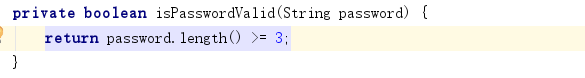 private boolean isPasswordValid(String password) {
return password.length() >= 3;
}